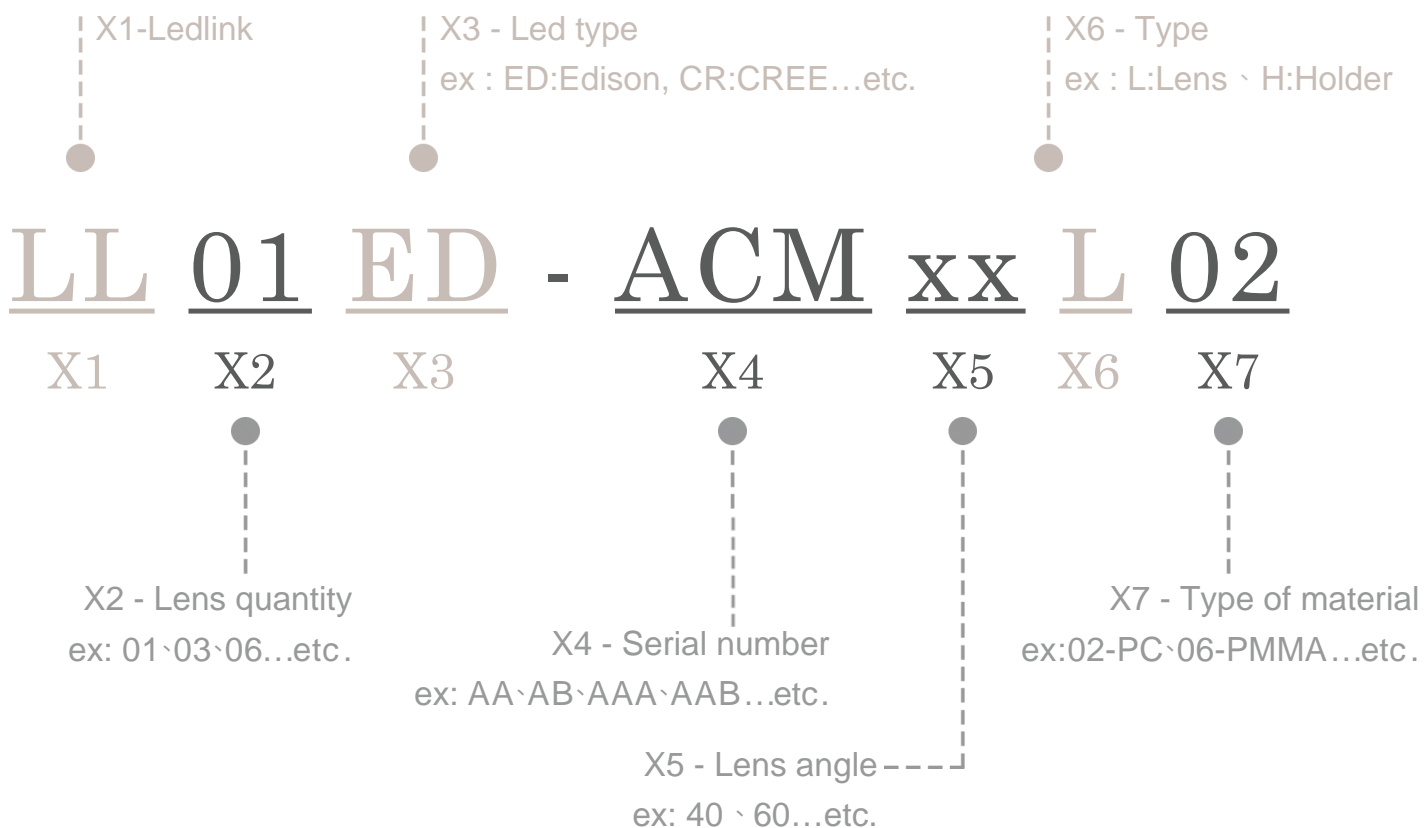 X1-Ledlink
X3 - Led type
ex : ED:Edison, CR:CREE…etc.
X6 - Type
ex : L:Lens、H:Holder
LL 01 ED - ACM xx L 02
X1 X2 X3 X4 X5 X6 X7
X2 - Lens quantity
ex: 01、03、06…etc.
X4 - Serial number
ex: AA、AB、AAA、AAB…etc.
X7 - Type of material
ex:02-PC、06-PMMA…etc.
X5 - Lens angle
ex: 40 、60…etc.